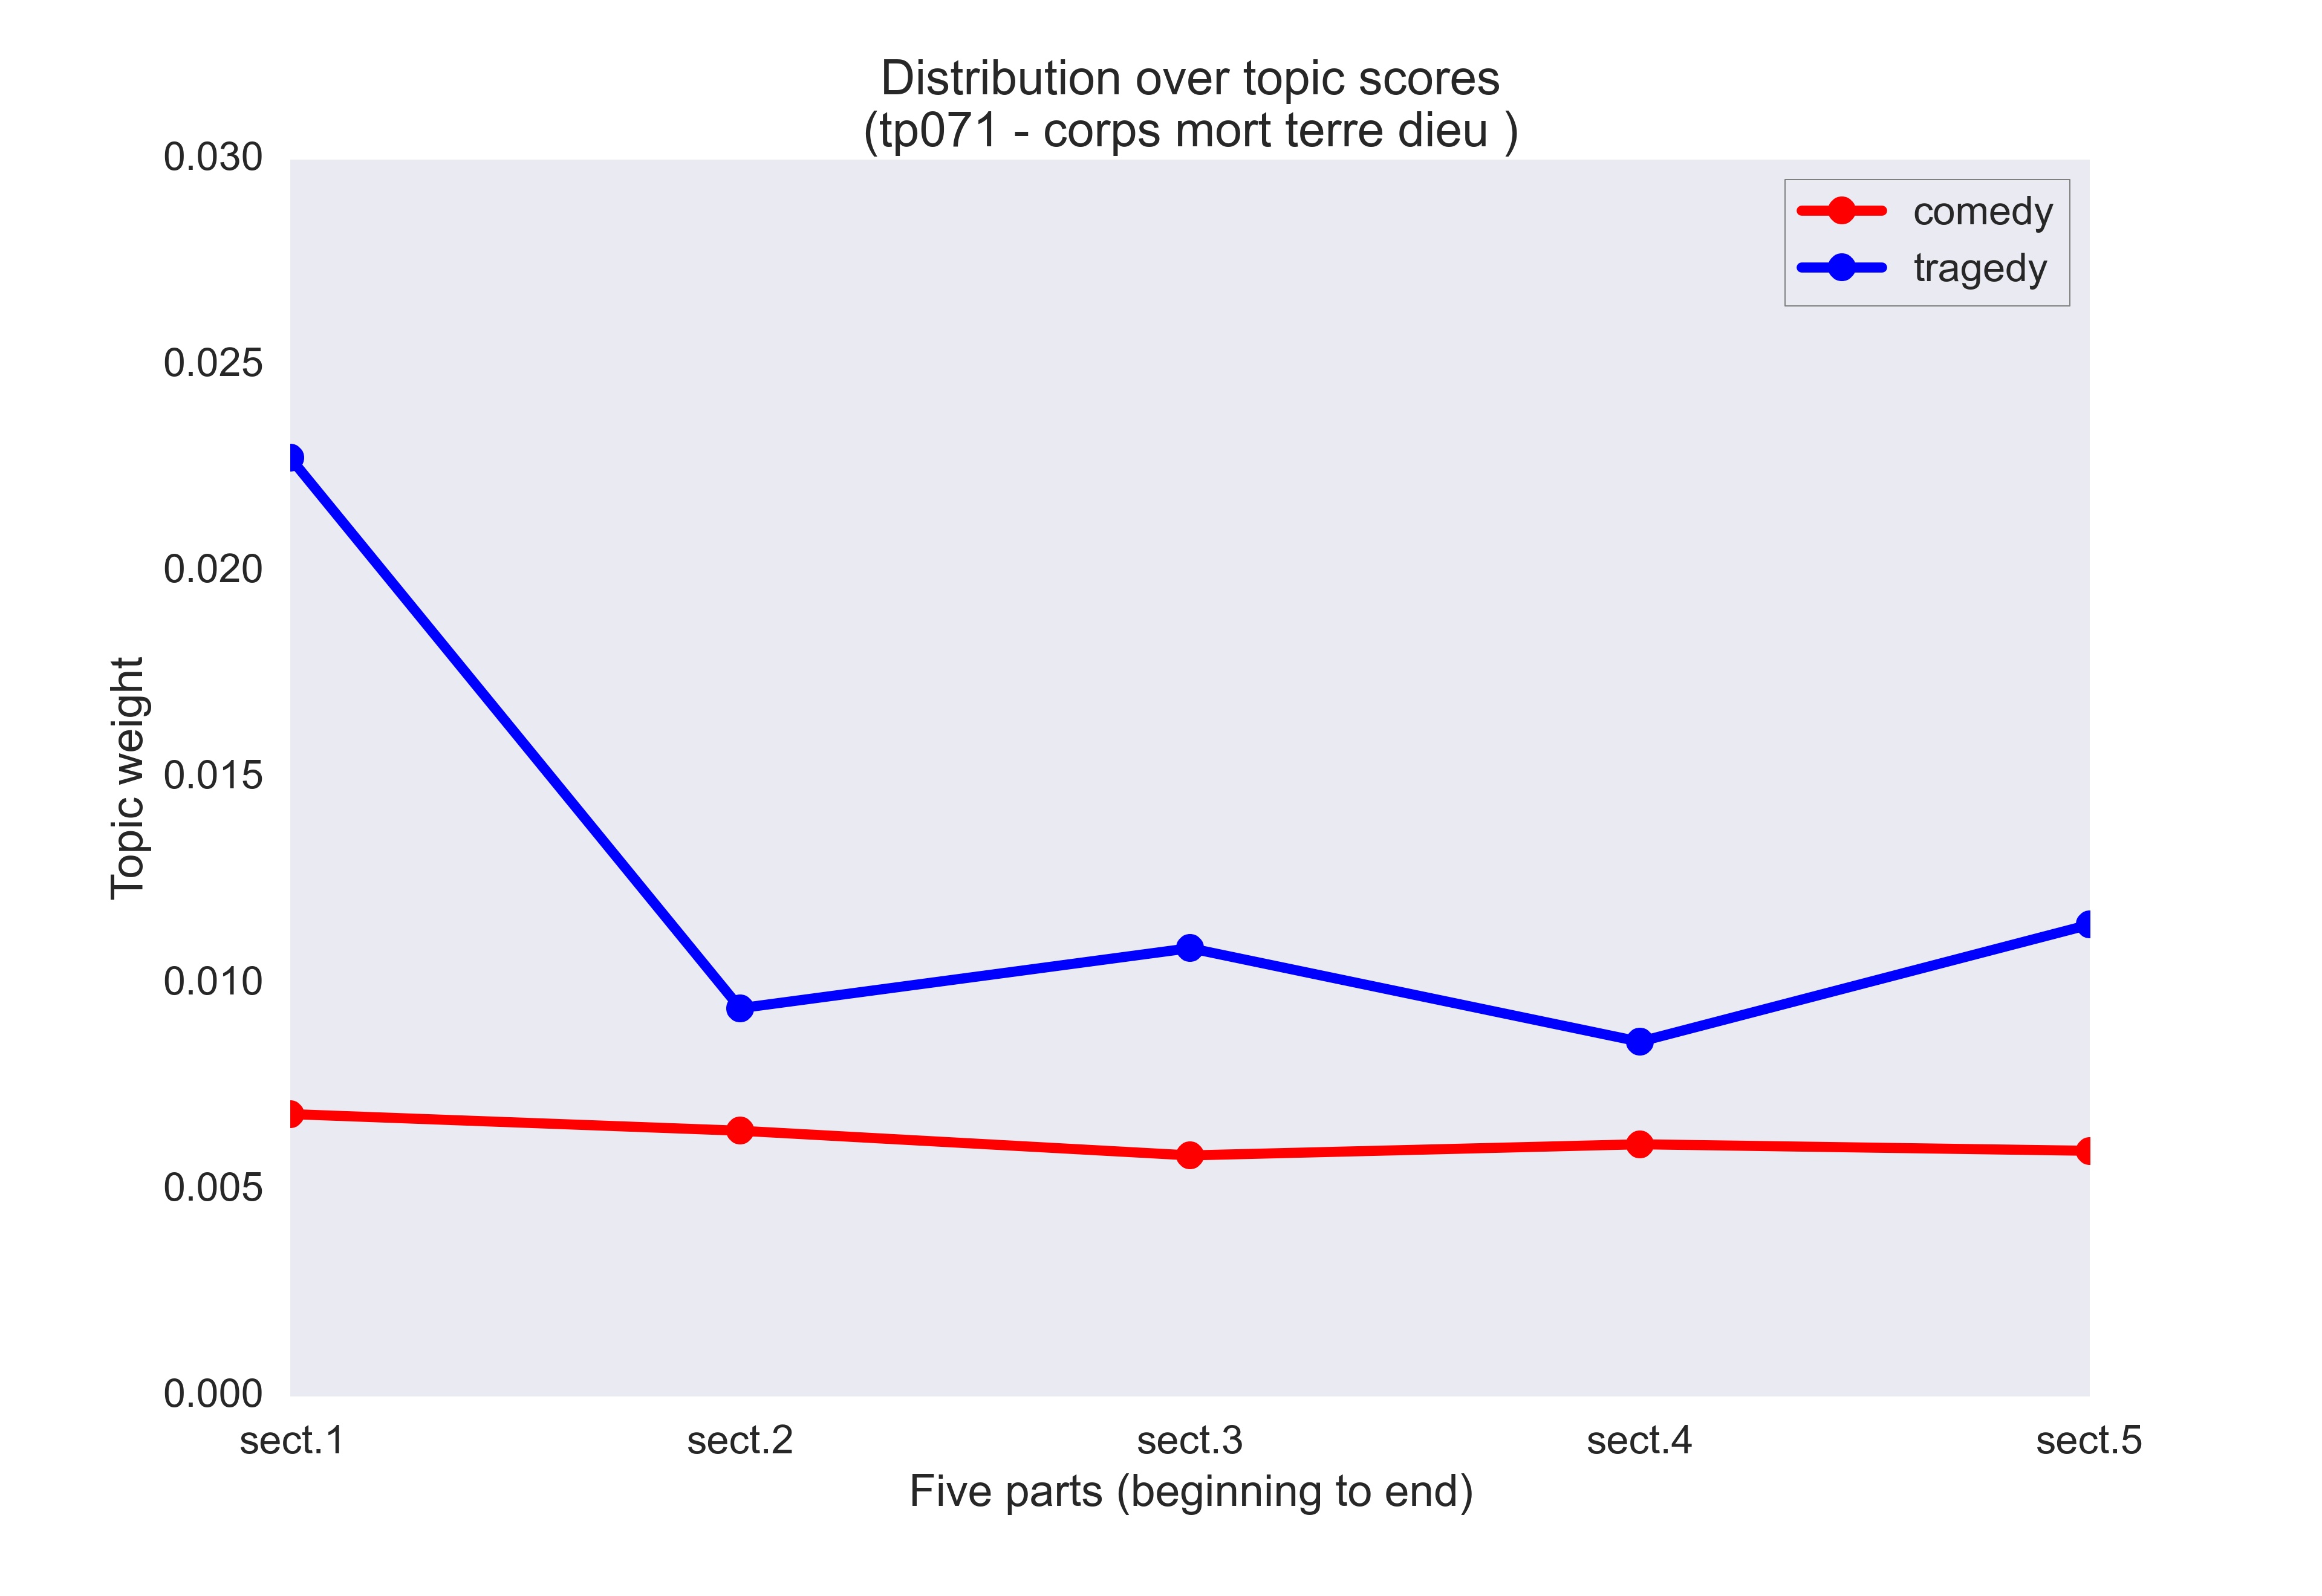 Distribution over topic scores
(tp071 - corps mort terre dieu )
comedy
tragedy
Topic weight
0.030
0.025
0.020
0.015
0.010
0.005
0.000
sect.1
sect.2
sect.3
sect.4
sect.5
Five parts (beginning to end)